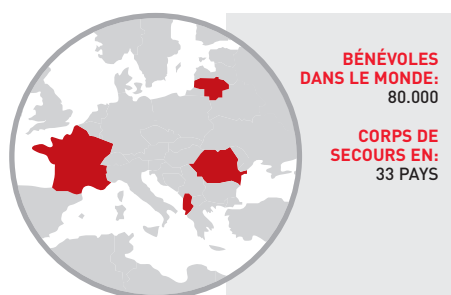 BÉNÉVOLES
DANS LE MONDE:
80.000
CORPS DE
SECOURS EN:
33 PAYS